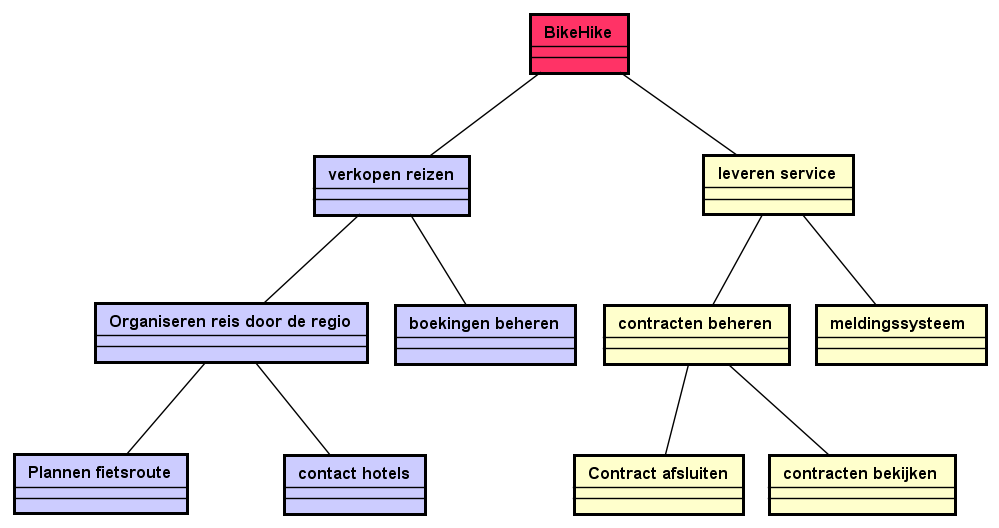 BikeHike
verkopen reizen
leveren service
Organiseren reis door de regio
boekingen beheren
contracten beheren
meldingssysteem
Plannen fietsroute
contact hotels
Contract afsluiten
contracten bekijken